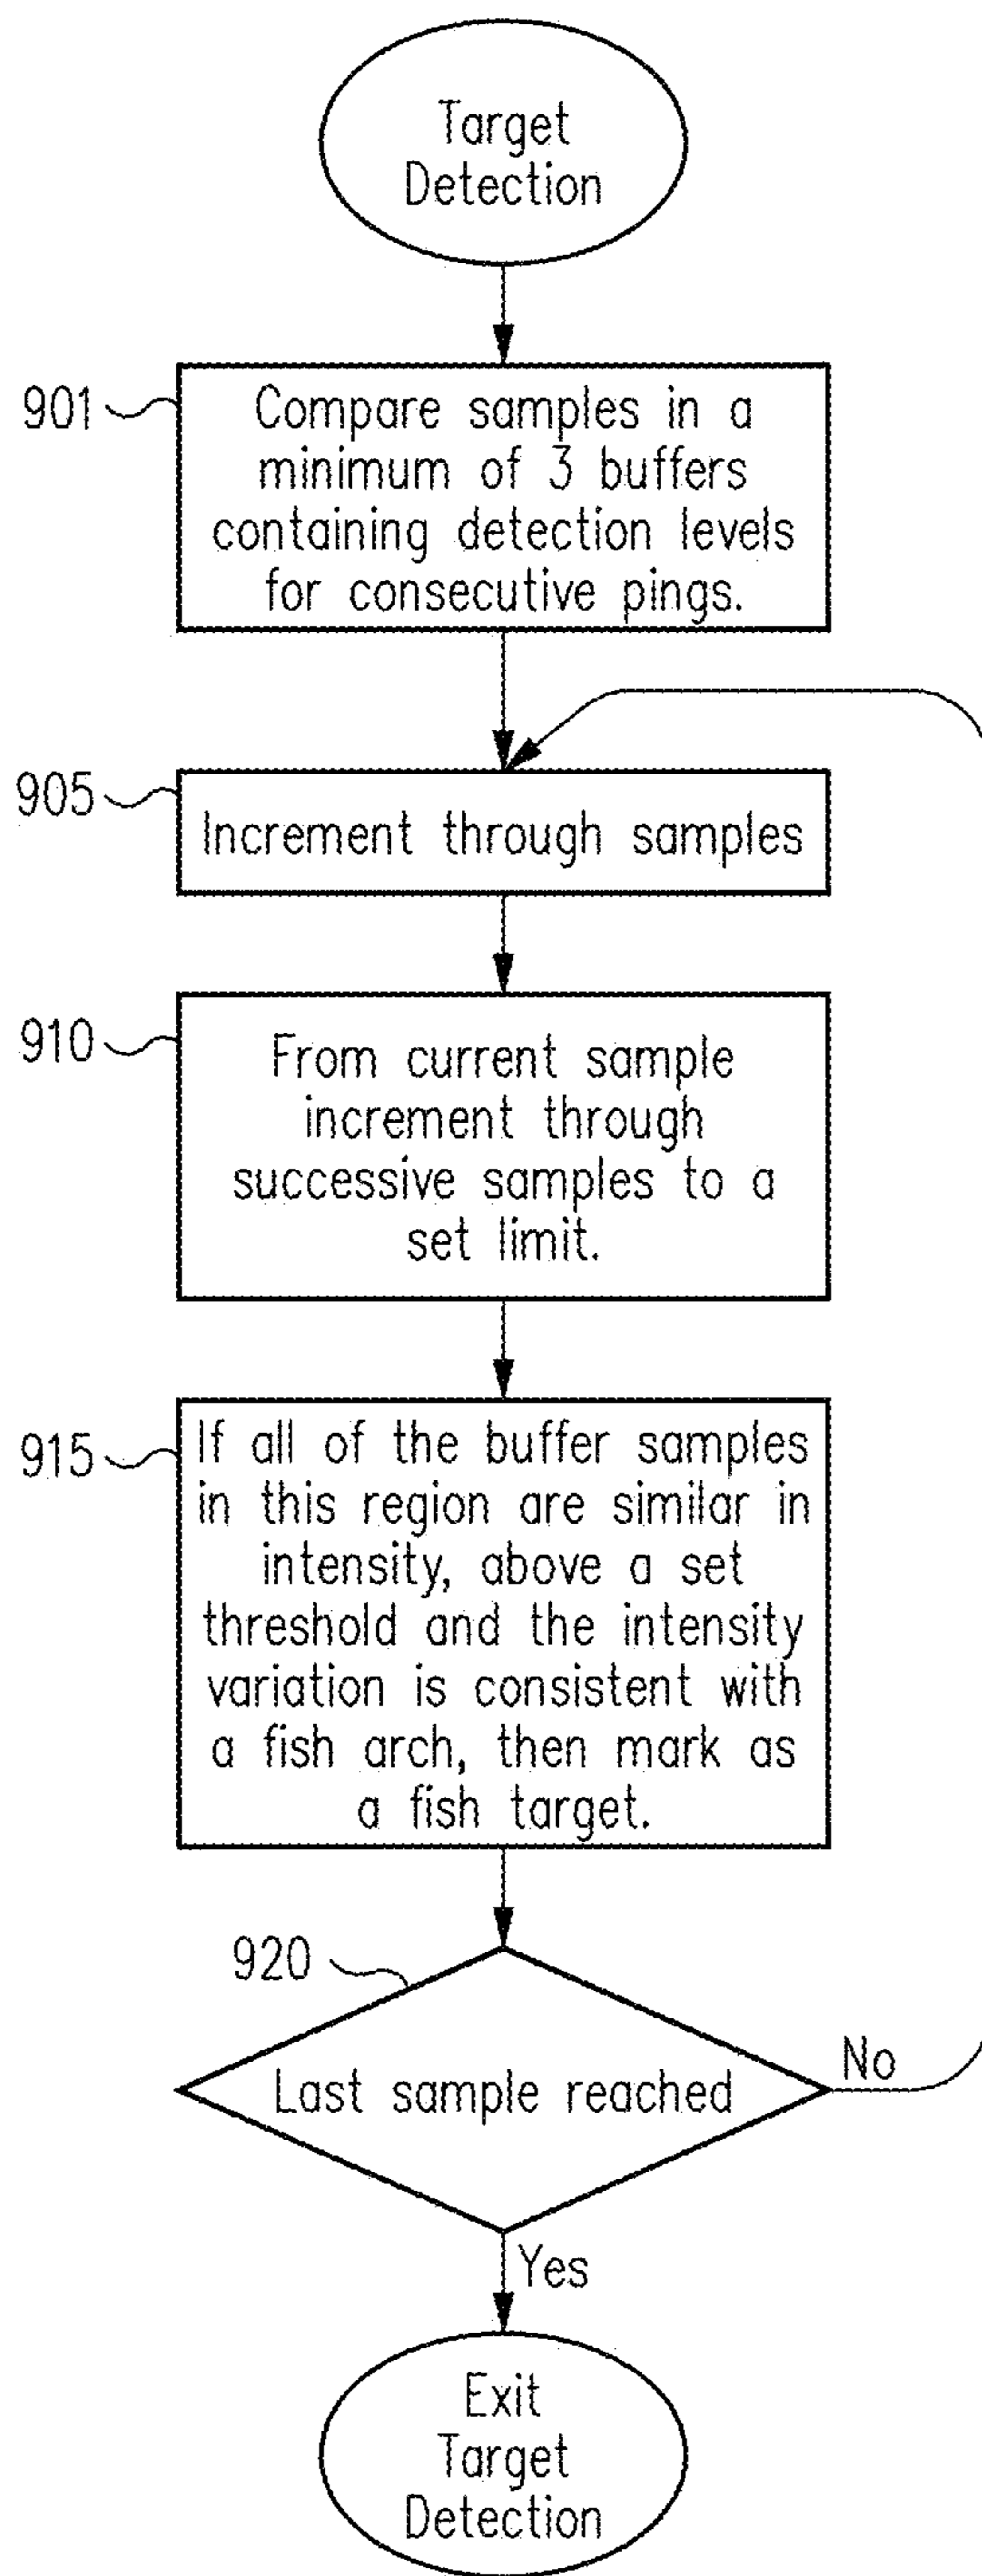 Target
Detection
901
Compare samples in a
minimum of 3 buffers
containing detection levels
for consecutive pings.
905
Increment through samples
910
From current sample
increment through
successive samples to a
set limit.
915
If all of the buffer samples
in this region are similar in
intensity, above a set
threshold and the intensity
variation is consistent with
a fish arch, then mark as
a fish target.
920
Last sample reached
No
Yes
Exit
Target
Detection